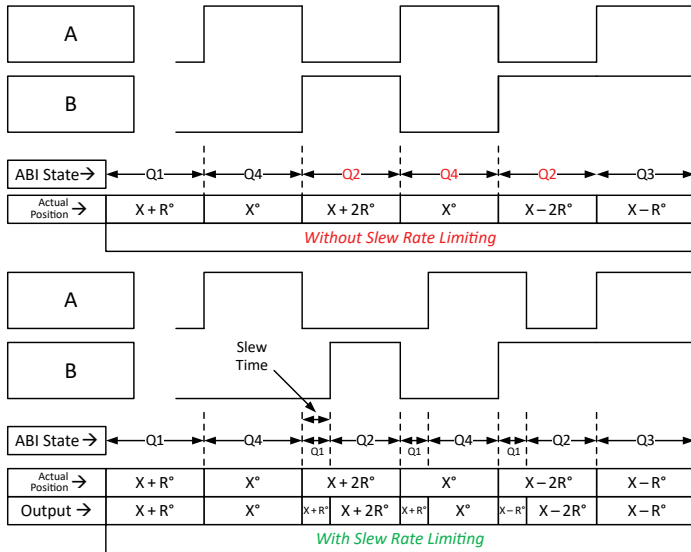 A
B
ABI State→ Q1 Q4 Q2 Q4 Q2 Q3
Actual
Position→ X + R° X° X + 2R° X° X – 2R° X – R°
Without Slew Rate Limiting
A
B
Slew
Time
ABI State → Q1 Q4 Q1 Q2 Q1 Q4 Q1 Q2 Q3
Actual
Position→ X + R° X° X + 2R° X° X – 2R° X – R°
Output → X + R° X° X + R° X + 2R° X + R° X° X – R° X – 2R° X – R°
With Slew Rate Limiting